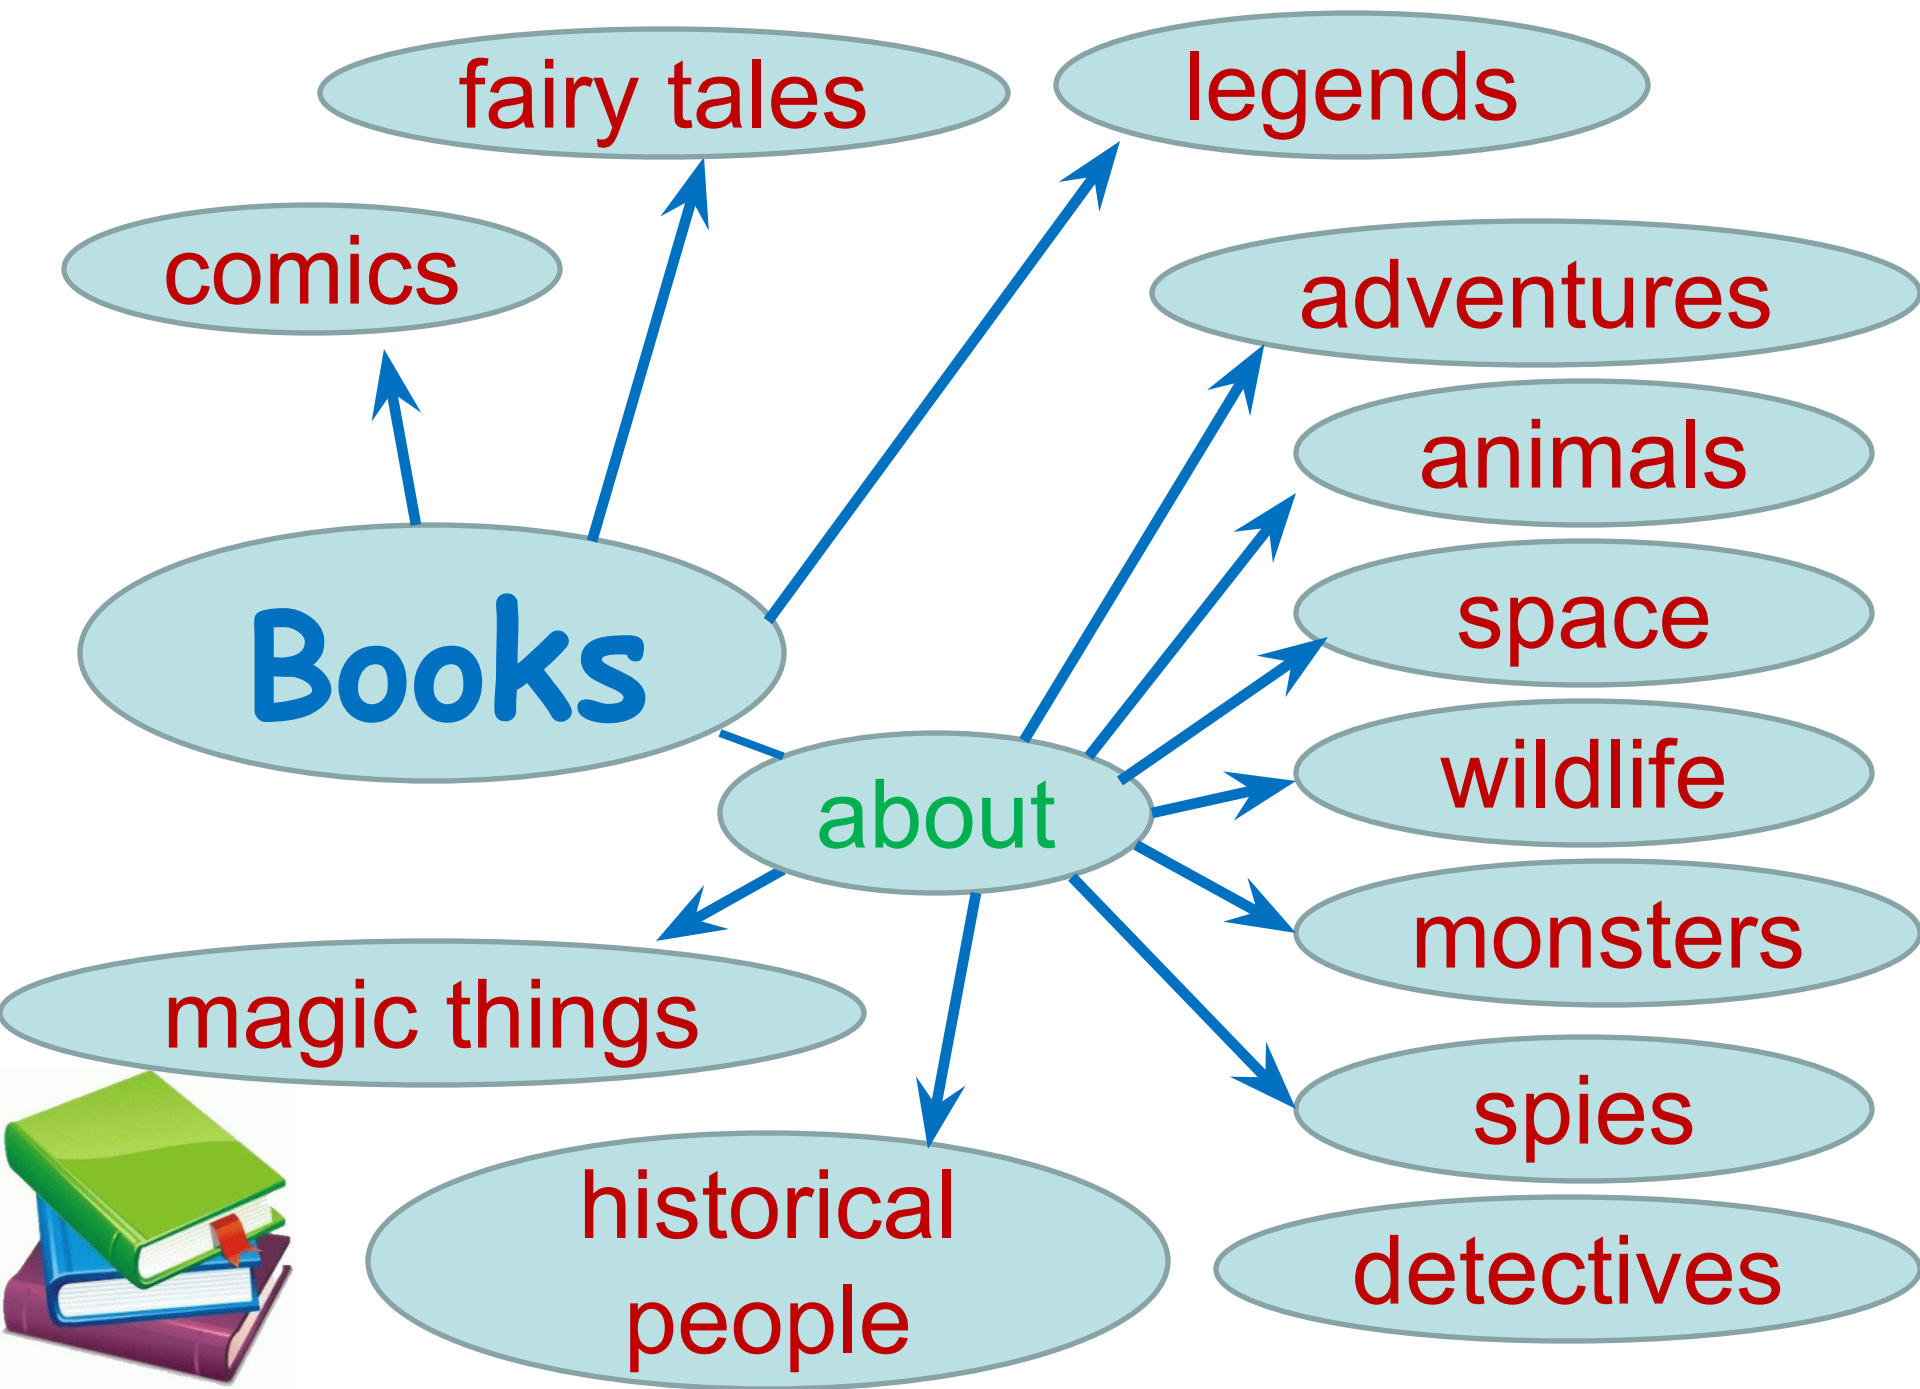 fairy tales
legends
comics
adventures
animals
Books
space
wildlife
about
monsters
magic things
spies
historical
people
detectives